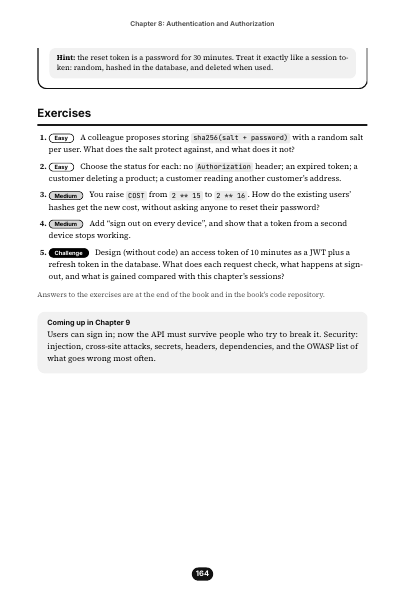 Chapter 8: Authentication and Authorization
Hint: the reset token is a password for 30 minutes. Treat it exactly like a session to-
ken: random, hashed in the database, and deleted when used.
Exercises
1. Easy A colleague proposes storing sha256(salt + password) with a random salt
per user. What does the salt protect against, and what does it not?
2. Easy Choose the status for each: no Authorization header; an expired token; a
customer deleting a product; a customer reading another customer's address.
3. Medium You raise COST from 2 ** 15 to 2 ** 16. How do the existing users'
hashes get the new cost, without asking anyone to reset their password?
4. Medium Add "sign out on every device", and show that a token from a second
device stops working.
5. Challenge Design (without code) an access token of 10 minutes as a JWT plus a
refresh token in the database. What does each request check, what happens at sign-
out, and what is gained compared with this chapter's sessions?
Answers to the exercises are at the end of the book and in the book's code repository.
Coming up in Chapter 9
Users can sign in; now the API must survive people who try to break it. Security:
injection, cross-site attacks, secrets, headers, dependencies, and the OWASP list of
what goes wrong most often.
164